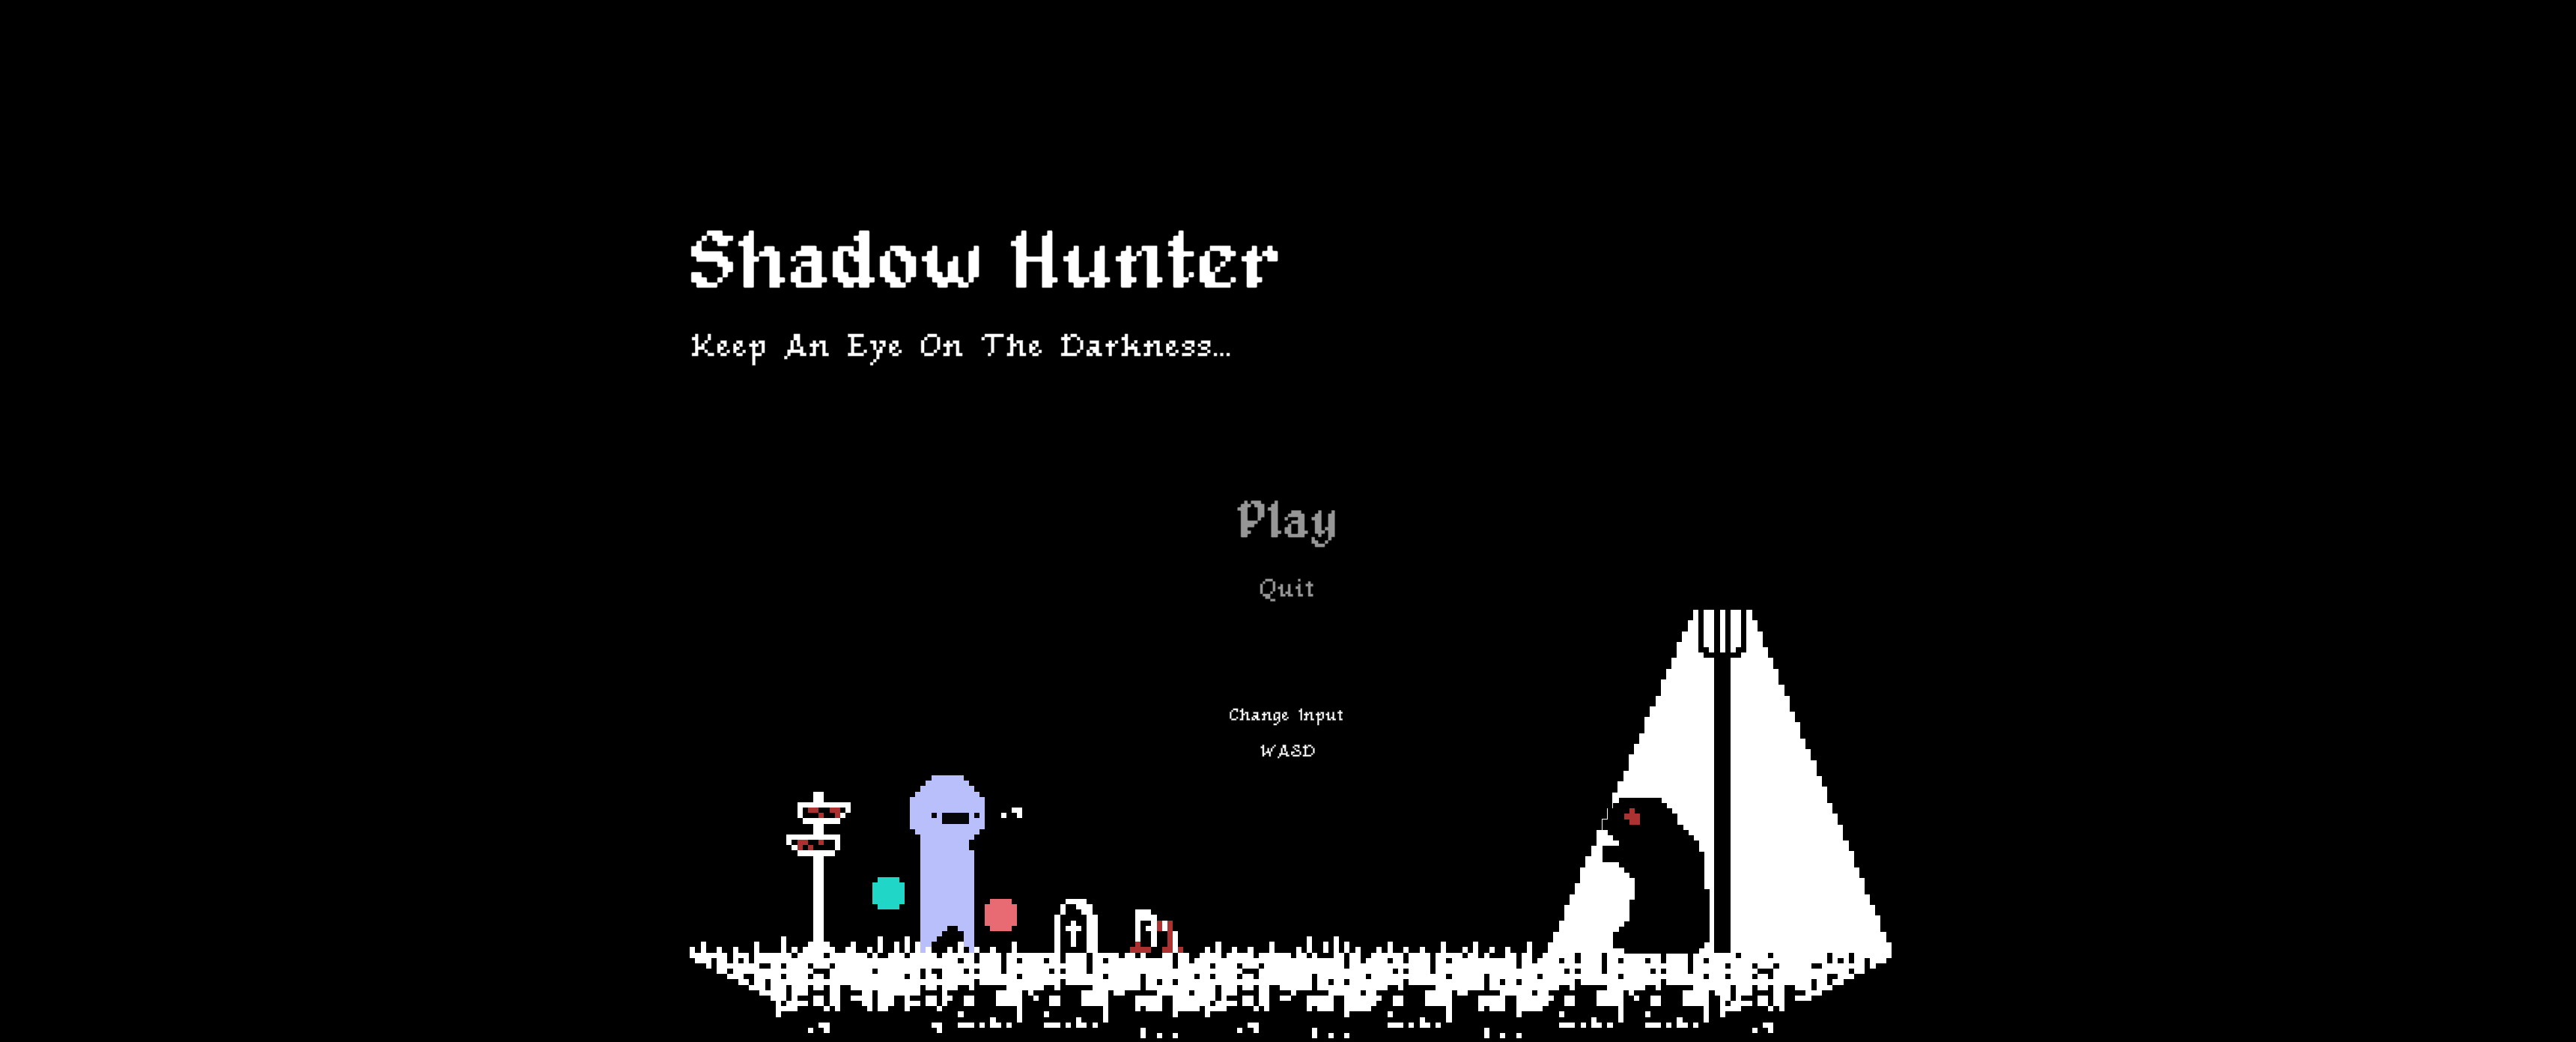 Shadow Hunter
Keep An Eye On The Darkness...
Play
Quit
Change Input
WASD